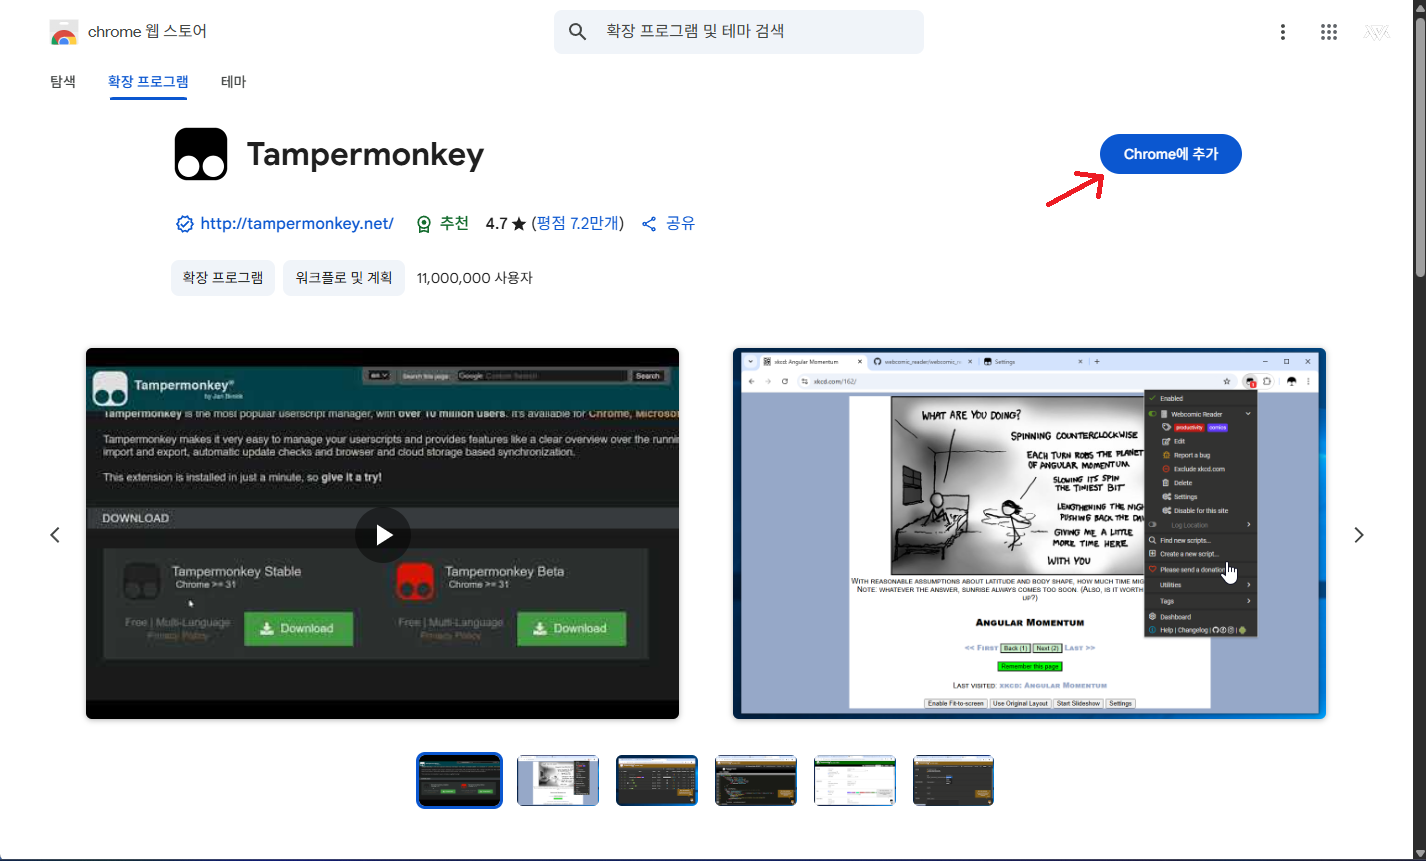 chrome 웹 스토어
확장 프로그램 및 테마 검색
탐색
확장 프로그램
테마
Tampermonkey
Chrome에 추가
http://tampermonkey.net/
추천
4.7 ★ (평점 7.2만개)
공유
확장 프로그램
워크플로 및 계획
11,000,000 사용자
Tampermonkey®
by Jan Biniok
Search this page:
Google Custom Search
Search
Tampermonkey is the most popular userscript manager, with over 10 million users. It's available for Chrome, Microso
Tampermonkey makes it very easy to manage your userscripts and provides features like a clear overview over the runni
import and export, automatic update checks and browser and cloud storage based synchronization.
This extension is installed in just a minute, so give it a try!
DOWNLOAD
Tampermonkey Stable
Chrome >= 31
Free | Multi-Language
Privacy Policy
Download
Tampermonkey Beta
Chrome >= 31
Free | Multi-Language
Privacy Policy
Download
xkcd: Angular Momentum
Settings
xkcd.com/162/
WHAT ARE YOU DOING?
SPINNING COUNTERCLOCKWISE
EACH TURN ROBS THE PLANET
OF ANGULAR MOMENTUM
SLOWING ITS SPIN
THE TINIEST BIT
LENGTHENING THE NIG
PUSHING BACK THE DA
GIVING ME A LITTLE
MORE TIME HERE
WITH YOU
WITH REASONABLE ASSUMPTIONS ABOUT LATITUDE AND BODY SHAPE, HOW MUCH TIME MIG
NOTE: WHATEVER THE ANSWER, SUNRISE ALWAYS COMES TOO SOON. (ALSO, IS IT WORTH
UP?)
ANGULAR MOMENTUM
<< FIRST Back (1) Next (2) LAST >>
Remember this page
LAST VISITED: XKCD: ANGULAR MOMENTUM
Enable Fit-to-screen
Use Original Layout
Start Slideshow
Settings
Enabled
Webcomic Reader
productivity
comics
Edit
Report a bug
Exclude xkcd.com
Delete
Settings
Disable for this site
Log Location
Find new scripts...
Create a new script...
Please send a donation
Utilities
Tags
Dashboard
Help | Changelog |